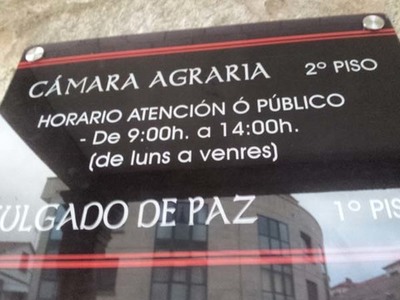 CÁMARA AGRARIA 2º PISO
HORARIO ATENCIÓN Ó PÚBLICO
- De 9:00h. a 14:00h.
(de luns a venres)
ULGADO DE PAZ 1º PIS